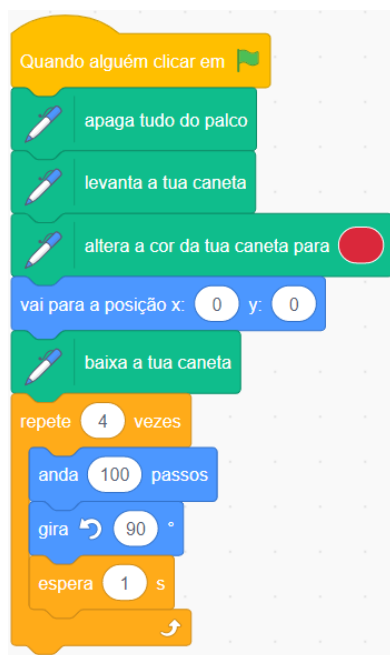 Quando alguém clicar em
apaga tudo do palco
levanta a tua caneta
altera a cor da tua caneta para
vai para a posição x: 0 y: 0
baixa a tua caneta
repete 4 vezes
anda 100 passos
gira 90 °
espera 1 s